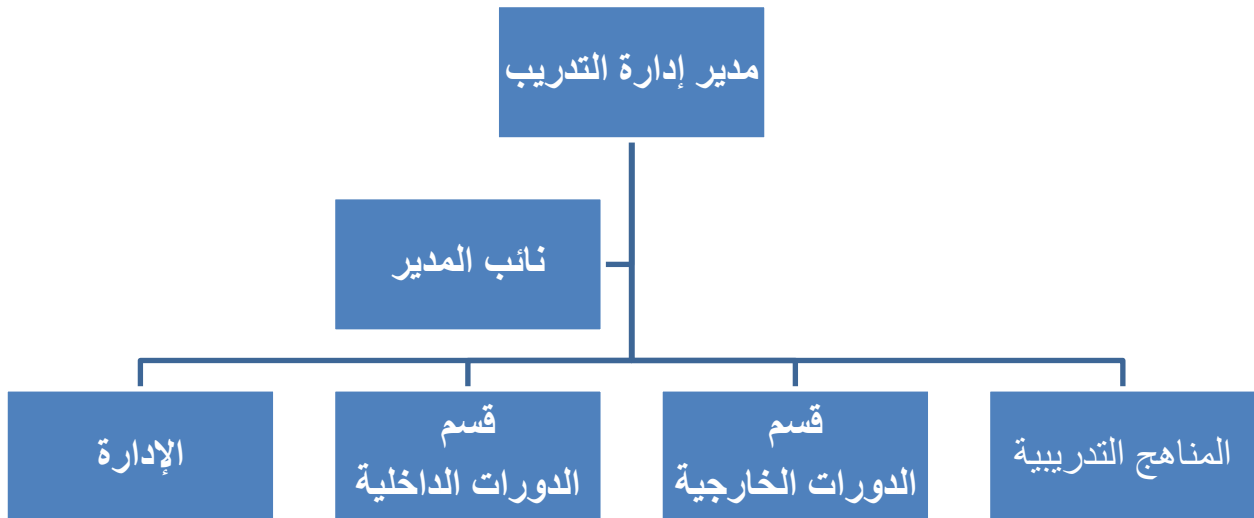 مدير إدارة التدريب
نائب المدير
المناهج التدريبية
قسم
الدورات الخارجية
قسم
الدورات الداخلية
الإدارة